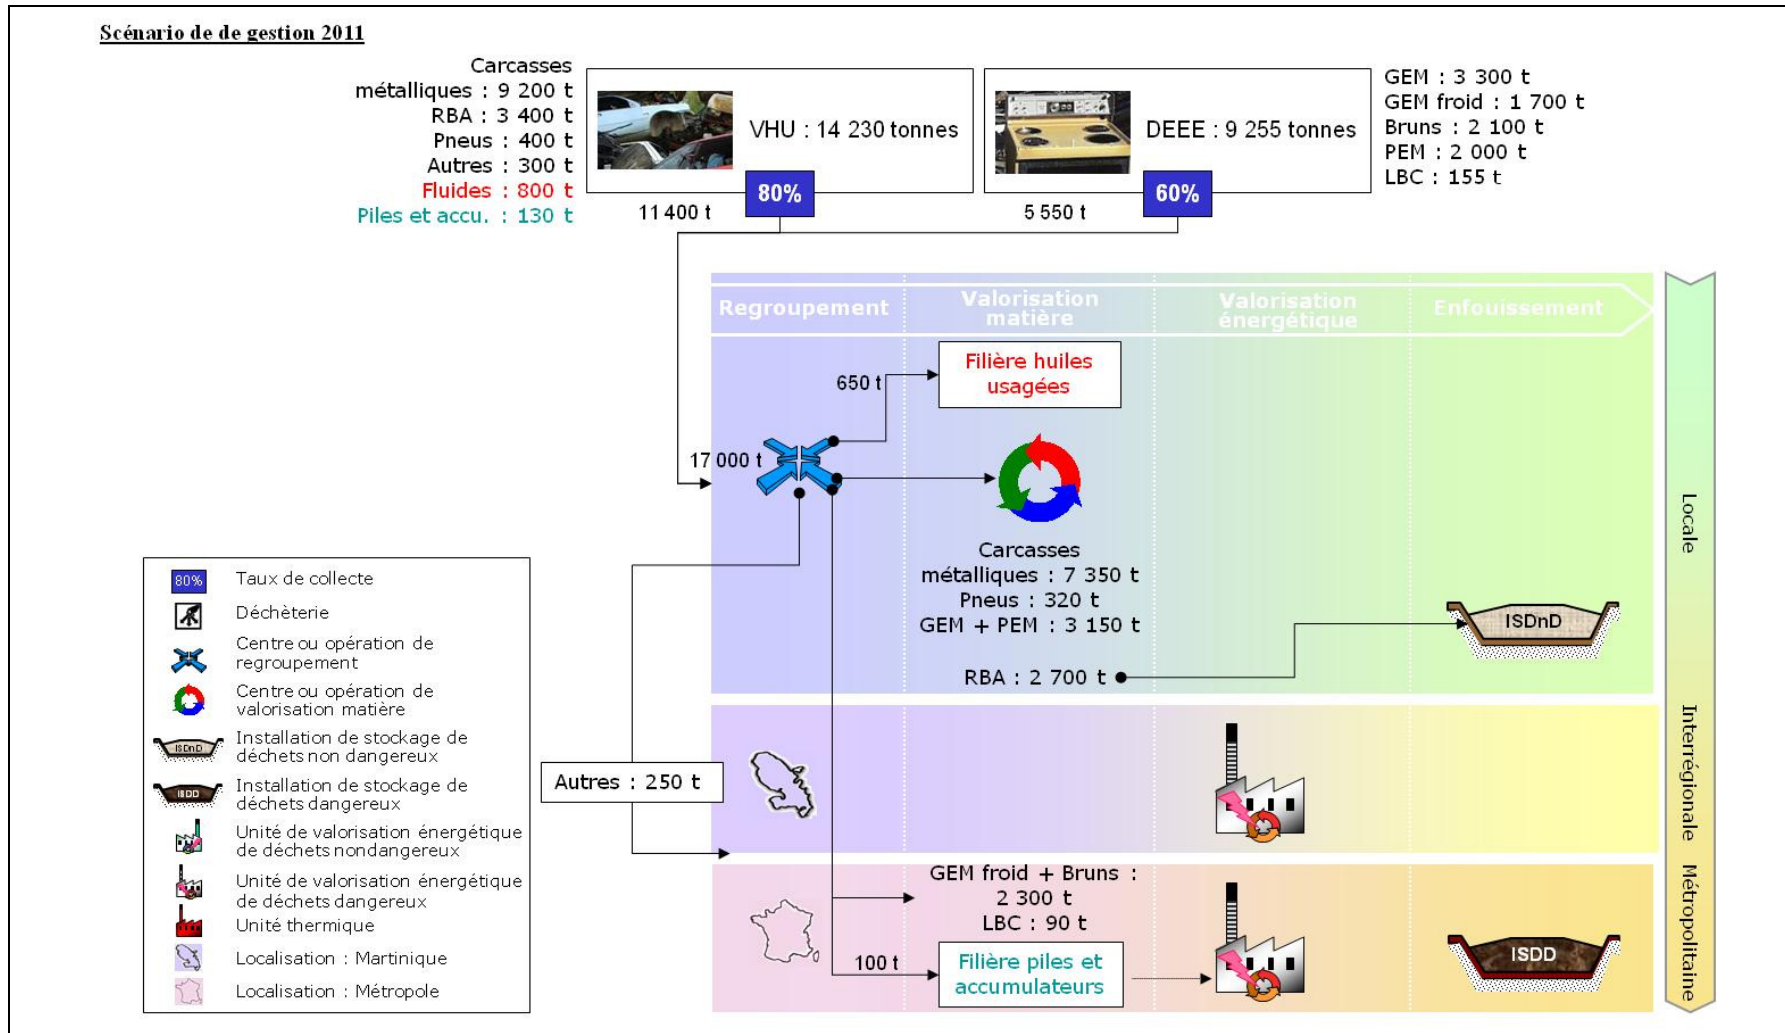 Scénario de de gestion 2011
Carcasses
métalliques : 9 200 t
RBA : 3 400 t
Pneus : 400 t
Autres : 300 t
Fluides : 800 t
Piles et accu. : 130 t
VHU : 14 230 tonnes
80%
11 400 t
DEEE : 9 255 tonnes
60%
5 550 t
GEM : 3 300 t
GEM froid : 1 700 t
Bruns : 2 100 t
PEM : 2 000 t
LBC : 155 t
Regroupement
Valorisation
matière
Valorisation
énergétique
Enfouissement
650 t
Filière huiles
usagées
17 000 t
Carcasses
métalliques : 7 350 t
Pneus : 320 t
GEM + PEM : 3 150 t
RBA : 2 700 t
ISDnD
Locale
Autres : 250 t
Interrégionale
GEM froid + Bruns :
2 300 t
LBC : 90 t
100 t
Filière piles et
accumulateurs
ISDD
Métropolitaine
80%
Taux de collecte
Déchèterie
Centre ou opération de
regroupement
Centre ou opération de
valorisation matière
ISDnD
Installation de stockage de
déchets non dangereux
ISDD
Installation de stockage de
déchets dangereux
Unité de valorisation énergétique
de déchets nondangereux
Unité de valorisation énergétique
de déchets dangereux
Unité thermique
Localisation : Martinique
Localisation : Métropole